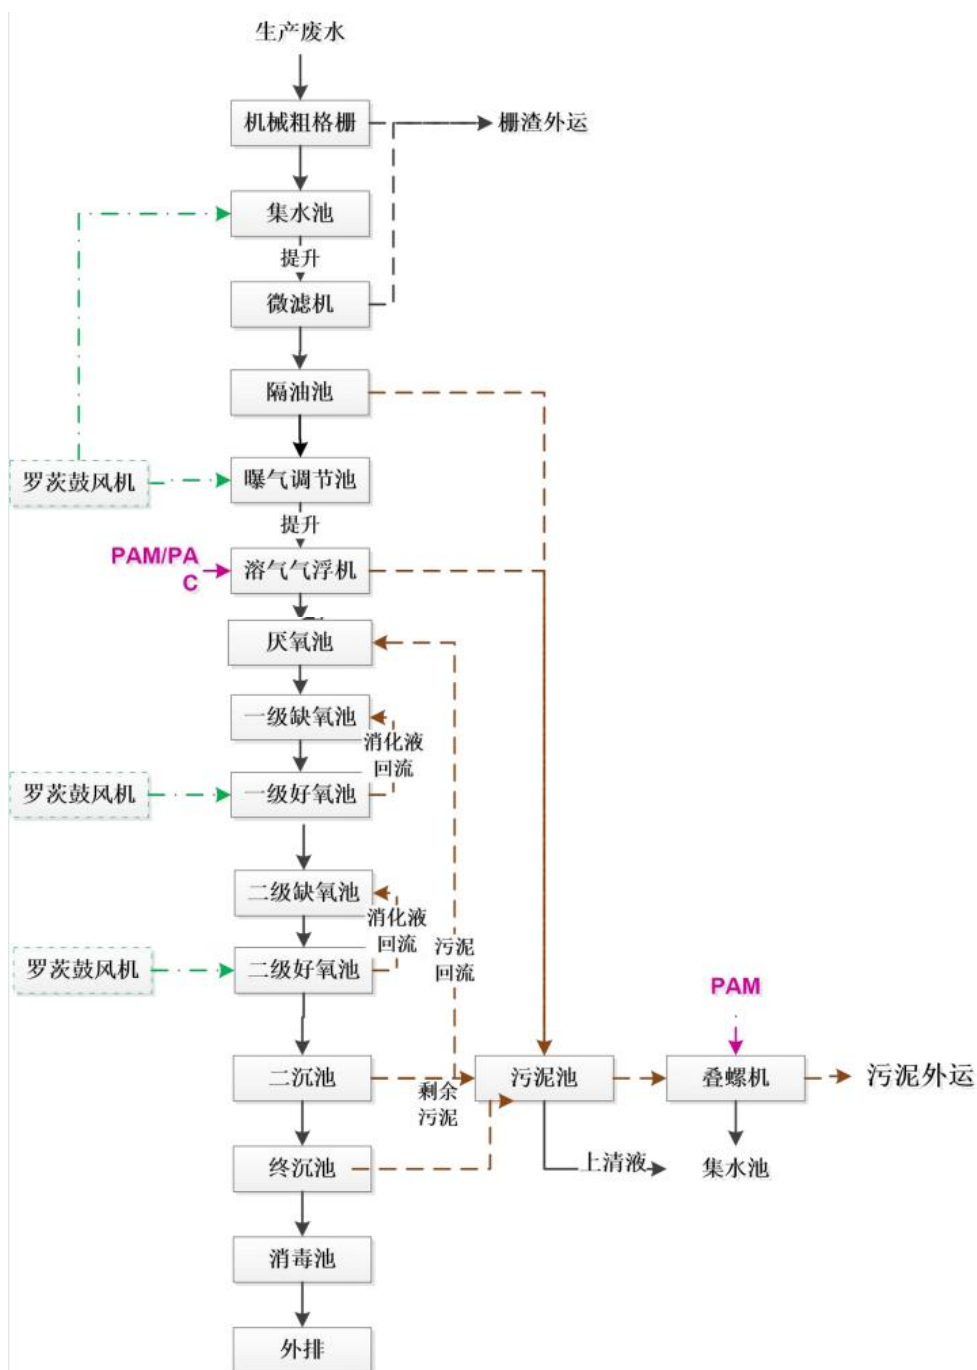 生产废水
机械粗格栅
栅渣外运
集水池
提升
微滤机
隔油池
罗茨鼓风机
曝气调节池
提升
PAM/PA
C
溶气气浮机
厌氧池
一级缺氧池
消化液
回流
罗茨鼓风机
一级好氧池
二级缺氧池
消化液
回流
污泥
回流
罗茨鼓风机
二级好氧池
PAM
二沉池
剩余
污泥
污泥池
叠螺机
污泥外运
终沉池
上清液
集水池
消毒池
外排